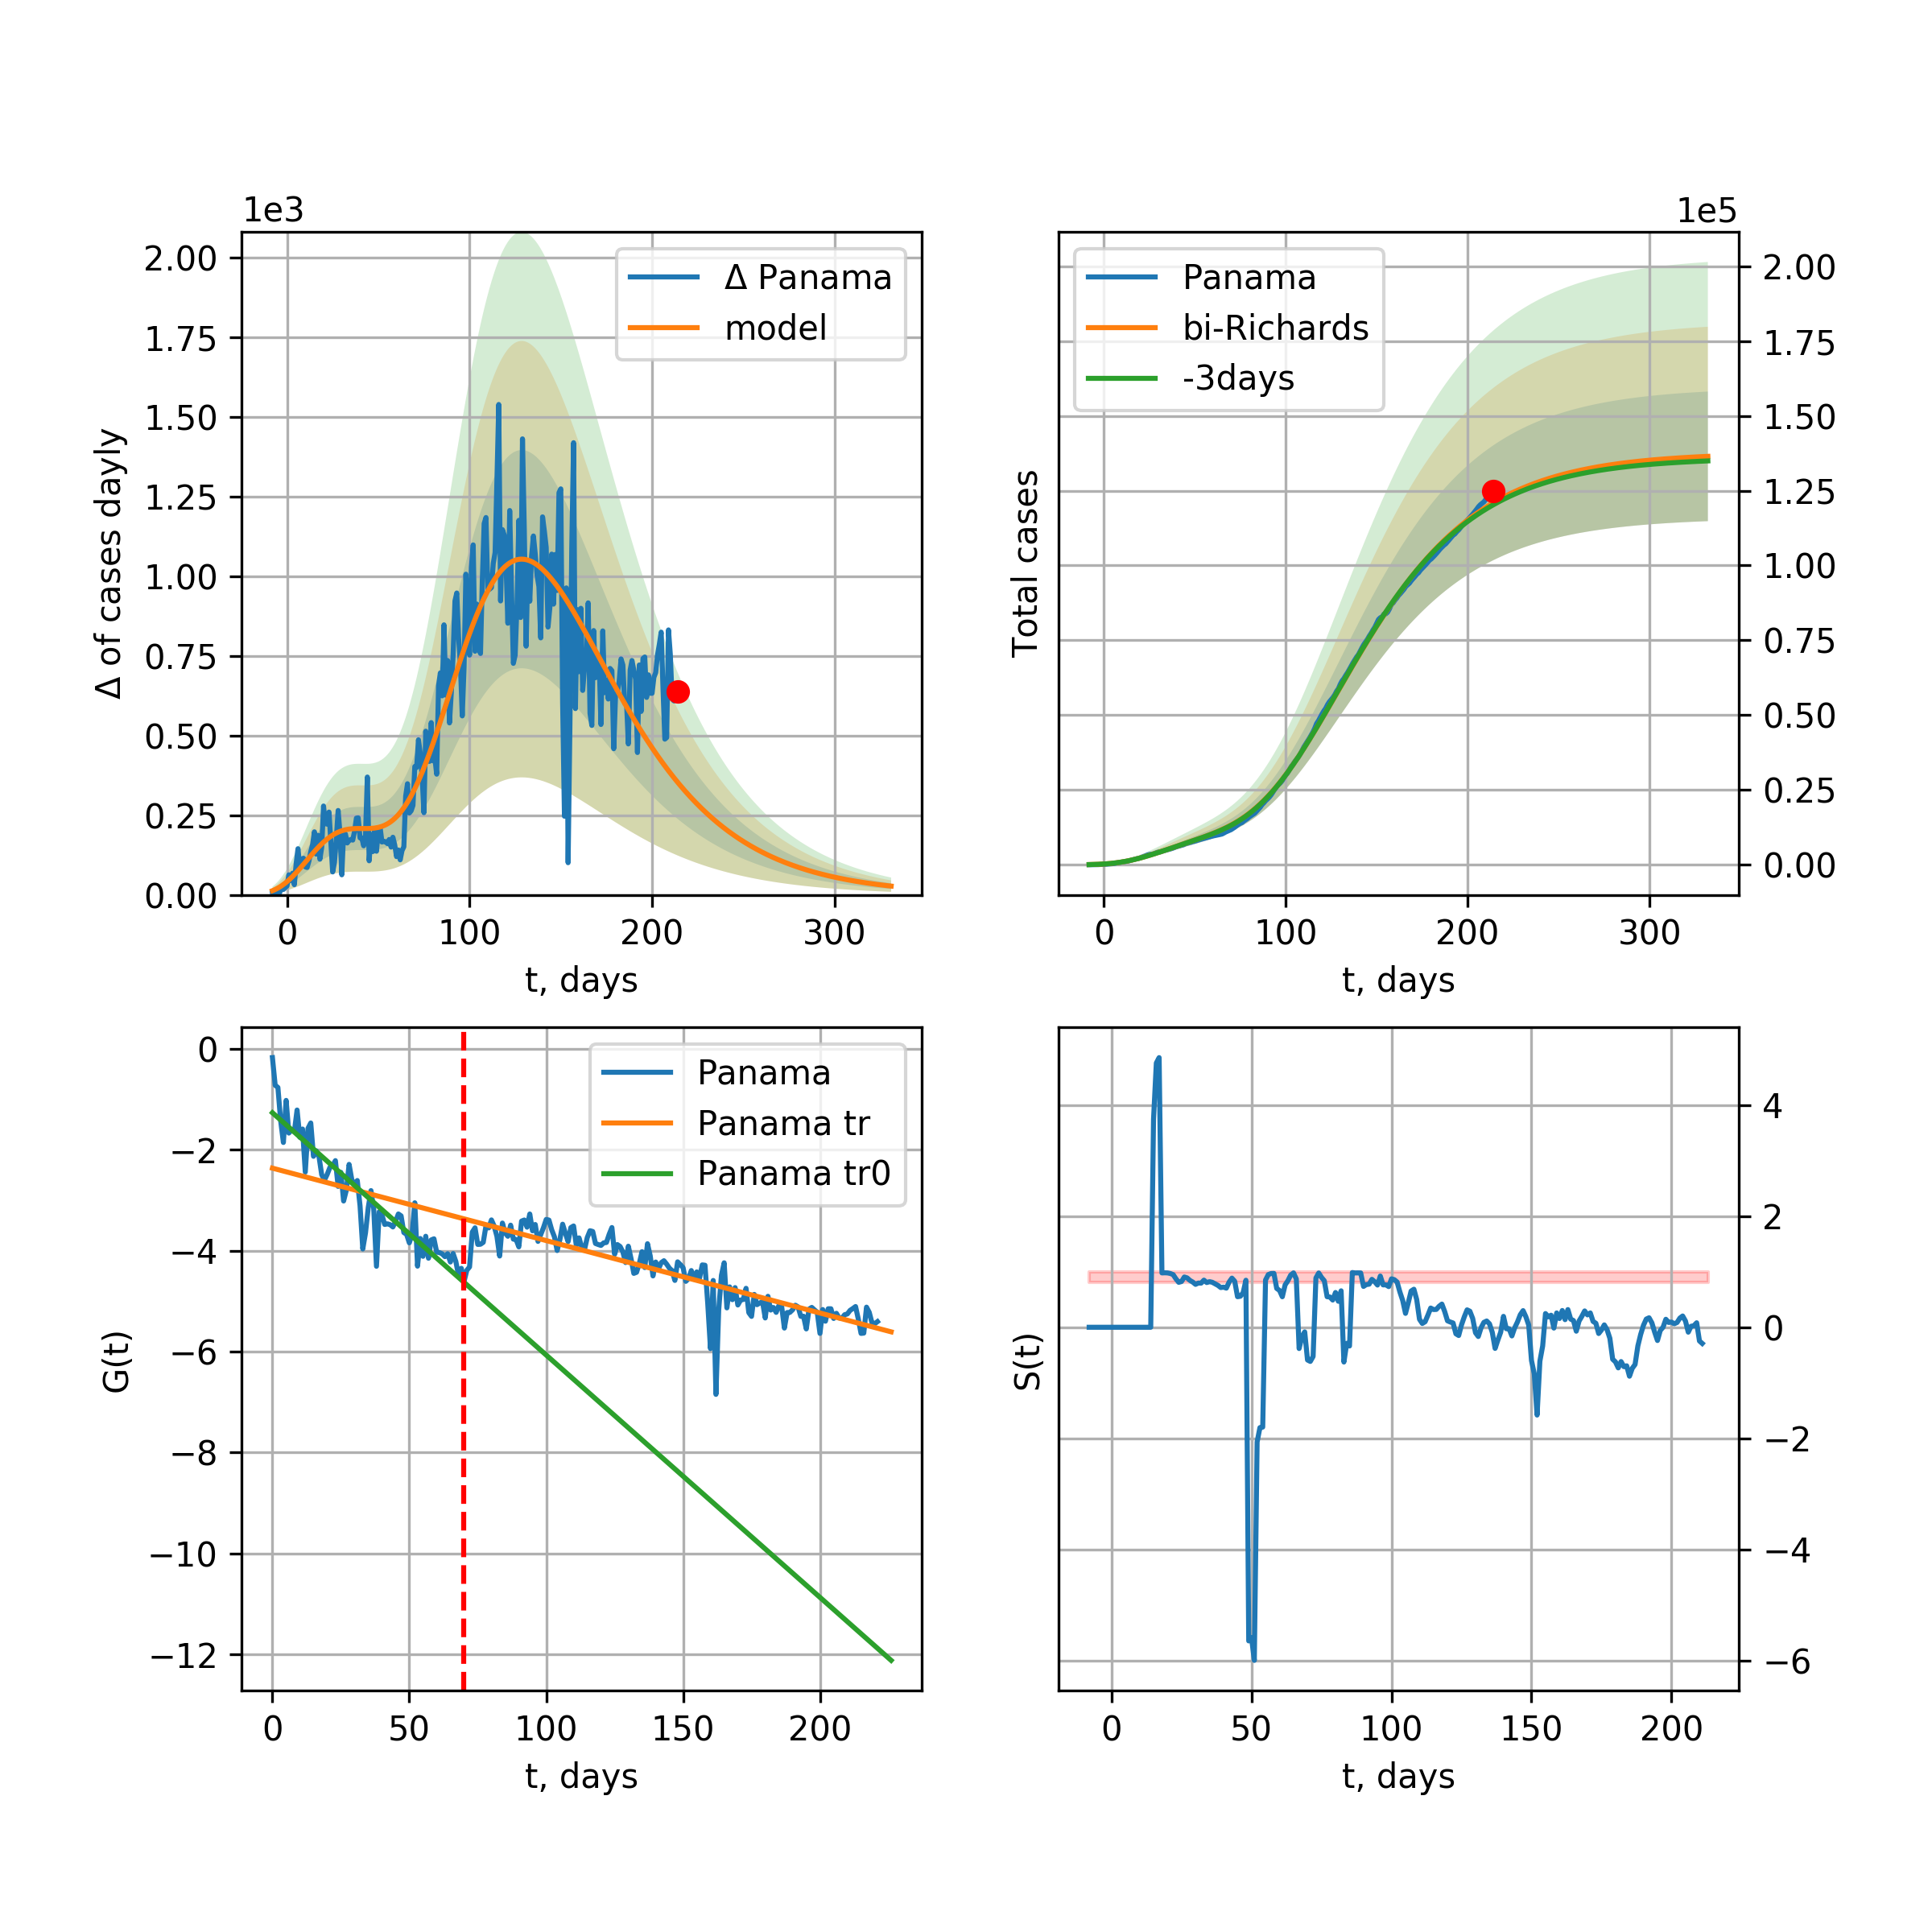 1e3
2.00
1.75
1.50
1.25
1.00
0.75
0.50
0.25
0.00
Δ of cases dayly
Δ Panama
model
0 100 200 300
t, days
1e5
2.00
1.75
1.50
1.25
1.00
0.75
0.50
0.25
0.00
Total cases
Panama
bi-Richards
-3days
0 100 200 300
t, days
0
−2
−4
−6
−8
−10
−12
G(t)
Panama
Panama tr
Panama tr0
0 50 100 150 200
t, days
4
2
0
−2
−4
−6
S(t)
0 50 100 150 200
t, days